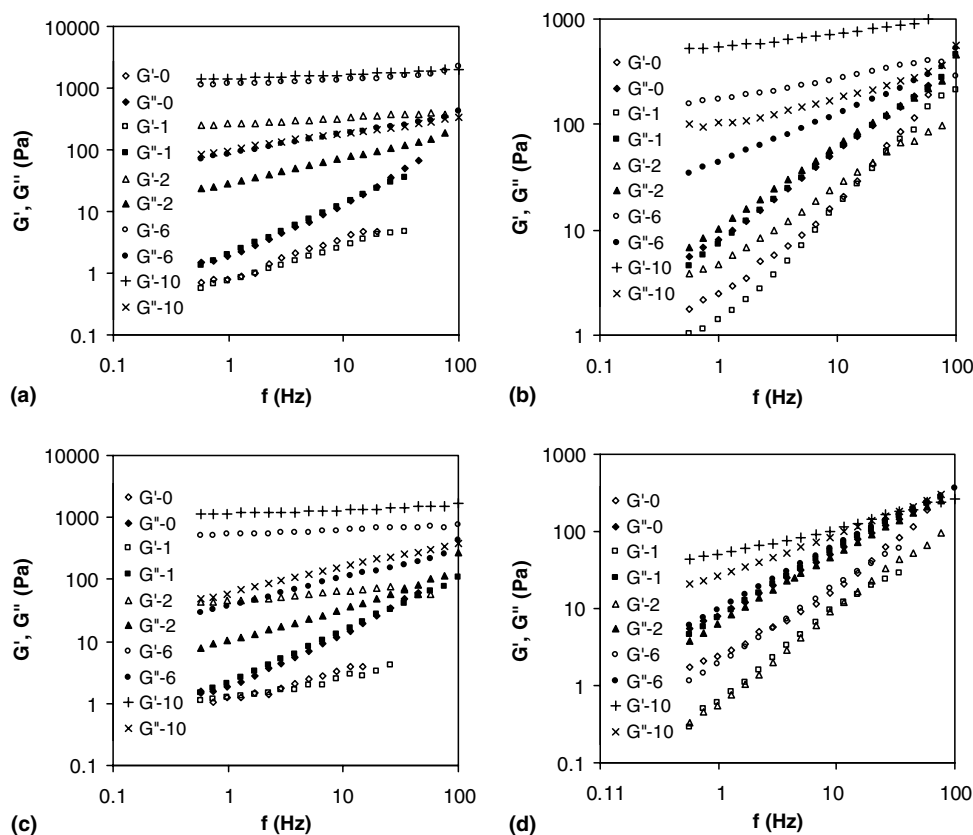 10000
1000
100
10
1
0.1
G', G" (Pa)
G'-0
G"-0
G'-1
G"-1
G'-2
G"-2
G'-6
G"-6
G'-10
G"-10
0.1
1
10
100
f (Hz)
(a)
1000
100
10
1
G', G" (Pa)
G'-0
G"-0
G'-1
G"-1
G'-2
G"-2
G'-6
G"-6
G'-10
G"-10
0.1
1
10
100
f (Hz)
(b)
10000
1000
100
10
1
0.1
G', G" (Pa)
G'-0
G"-0
G'-1
G"-1
G'-2
G"-2
G'-6
G"-6
G'-10
G"-10
0.1
1
10
100
f (Hz)
(c)
1000
100
10
1
0.1
G', G" (Pa)
G'-0
G"-0
G'-1
G"-1
G'-2
G"-2
G'-6
G"-6
G'-10
G"-10
0.11
1
10
100
f (Hz)
(d)